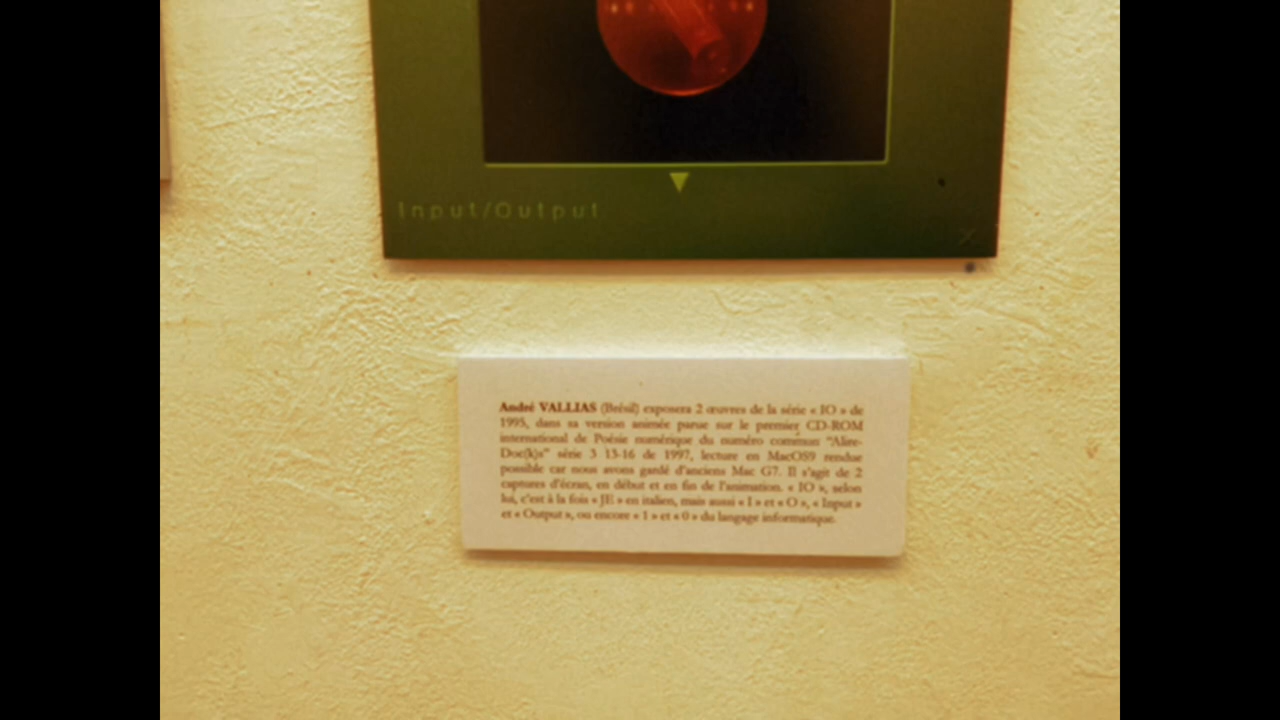 Input/Output
André VALLIAS (Brésil) exposera 2 œuvres de la série « IO » de
1995, dans sa version animée parue sur le premier CD-ROM
international de Poésie numérique du numéro commun "Alire-
Doc(k)s" série 3 13-16 de 1997, lecture en MacOS9 rendue
possible car nous avons gardé d'anciens Mac G7. Il s'agit de 2
captures d'écran, en début et en fin de l'animation. « IO », selon
lui, c'est à la fois « JE » en italien, mais aussi « I » et « O », « Input »
et « Output », ou encore « 1 » et « 0 » du langage informatique.